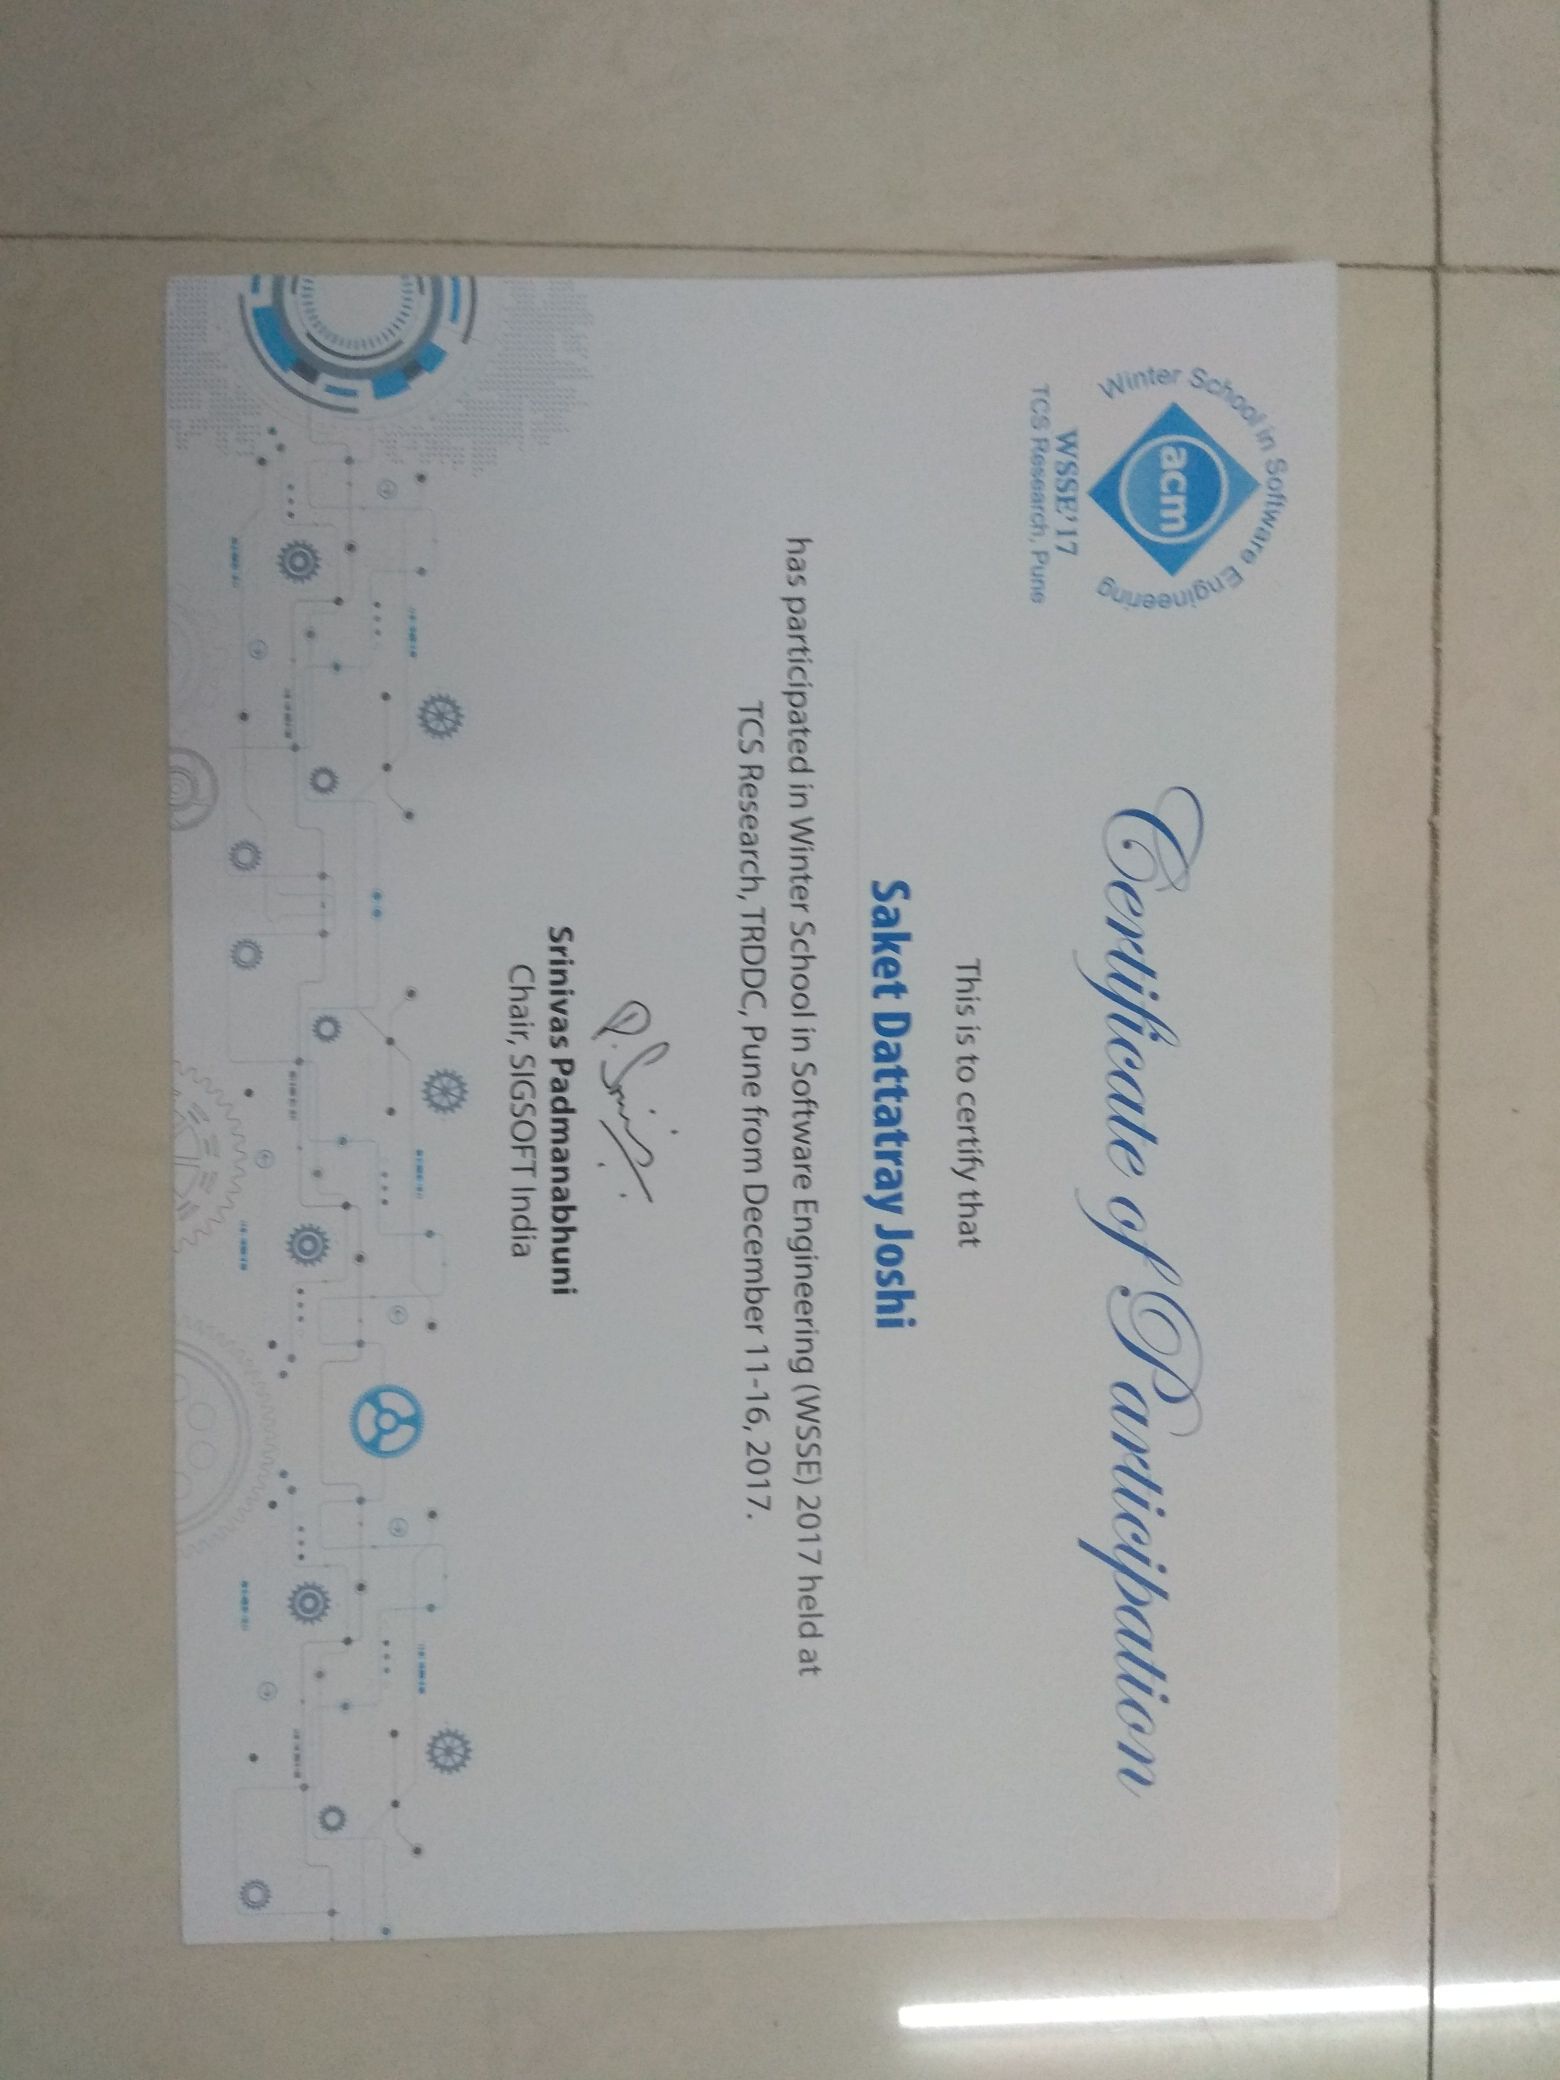 Winter School in Software Engineering
acm
WSSE'17
TCS Research, Pune
Certificate of Participation
This is to certify that
Saket Dattatray Joshi
has participated in Winter School in Software Engineering (WSSE) 2017 held at
TCS Research, TRDDC, Pune from December 11-16, 2017.
Srinivas Padmanabhuni
Chair, SIGSOFT India